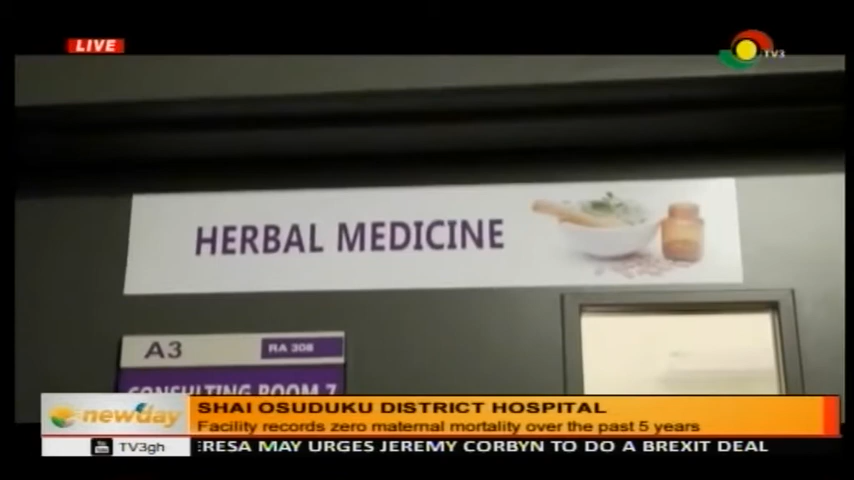 LIVE
TV3
HERBAL MEDICINE
A3
RA 308
CONSULTING ROOM 7
newday
SHAI OSUDUKU DISTRICT HOSPITAL
Facility records zero maternal mortality over the past 5 years
TV3gh
ERESA MAY URGES JEREMY CORBYN TO DO A BREXIT DEAL